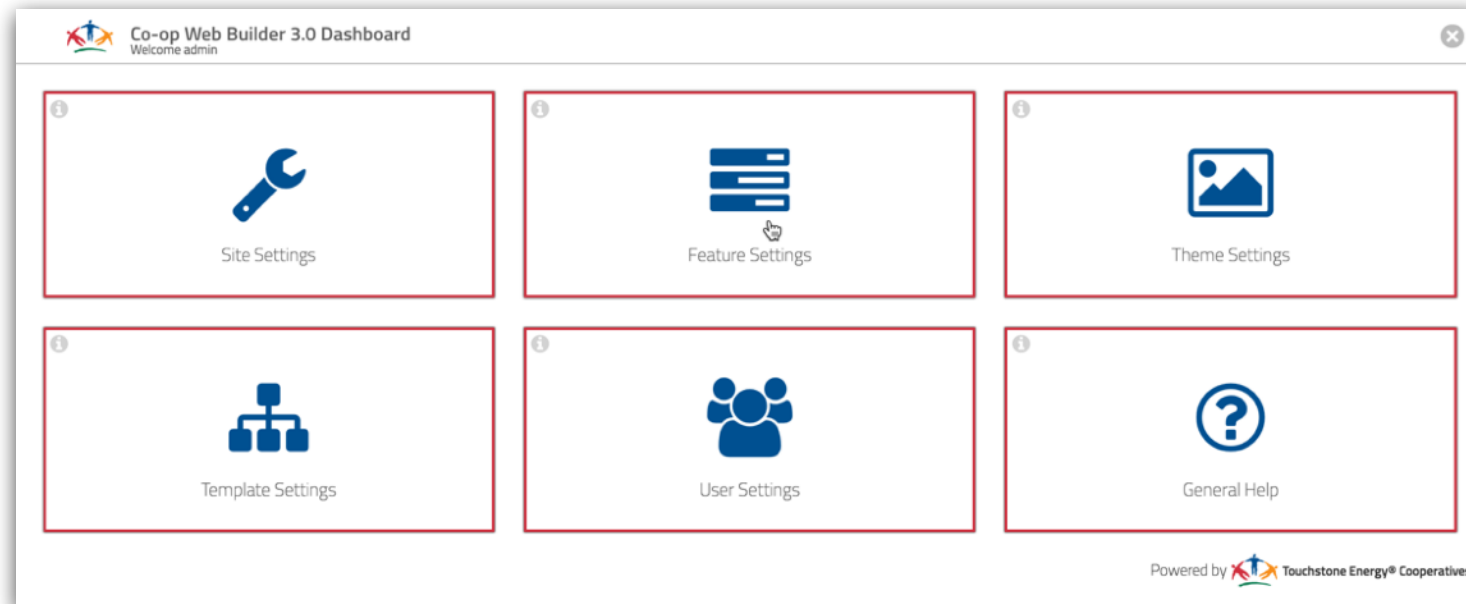 Co-op Web Builder 3.0 Dashboard
Welcome admin
Site Settings
Feature Settings
Theme Settings
Template Settings
User Settings
General Help
Powered by Touchstone Energy® Cooperatives